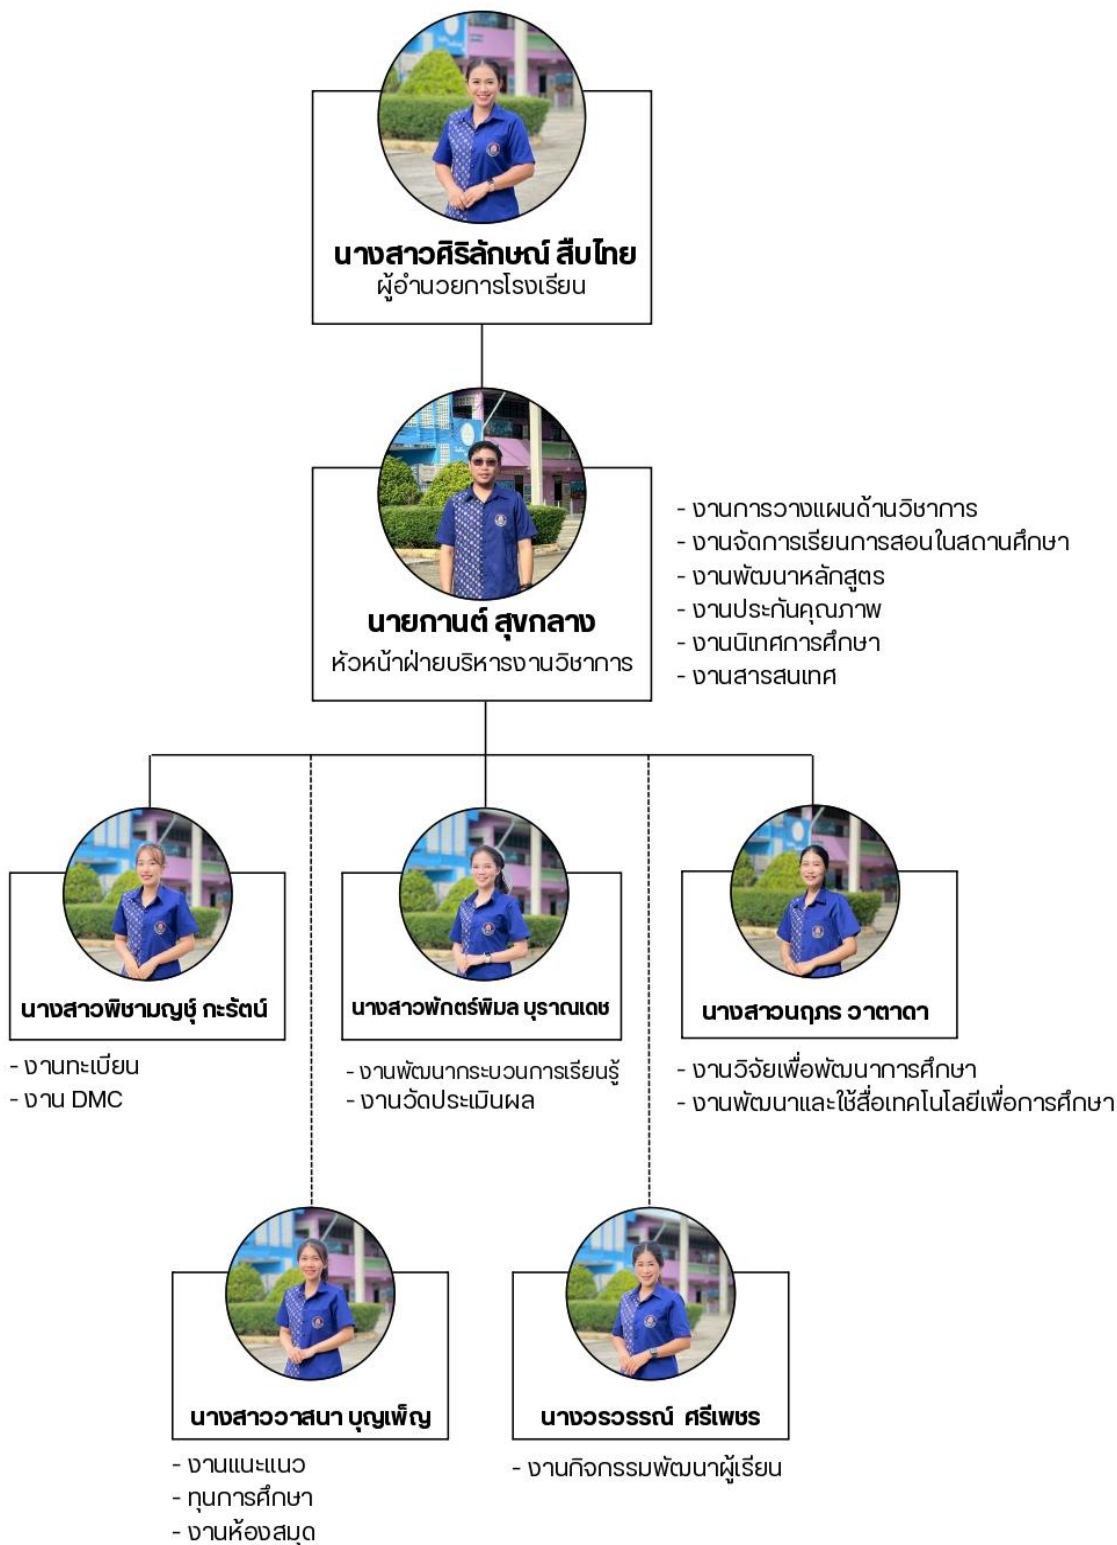 นางสาวศิริลักษณ์ สืบไทย
ผู้อำนวยการโรงเรียน
นายกานต์ สุขกลาง
หัวหน้าฝ่ายบริหารงานวิชาการ
- งานการวางแผนด้านวิชาการ
- งานจัดการเรียนการสอนในสถานศึกษา
- งานพัฒนาหลักสูตร
- งานประกันคุณภาพ
- งานนิเทศการศึกษา
- งานสารสนเทศ
นางสาวพิชามญชุ์ กะรัตน์
- งานทะเบียน
- งาน DMC
นางสาวพักตร์พิมล บุราณเดช
- งานพัฒนากระบวนการเรียนรู้
- งานวัดประเมินผล
นางสาวนฤภร วาตาดา
- งานวิจัยเพื่อพัฒนาการศึกษา
- งานพัฒนาและใช้สื่อเทคโนโลยีเพื่อการศึกษา
นางสาววาสนา บุญเพ็ญ
- งานแนะแนว
- ทุนการศึกษา
- งานห้องสมุด
นางวรวรรณ์ ศรีเพชร
- งานกิจกรรมพัฒนาผู้เรียน